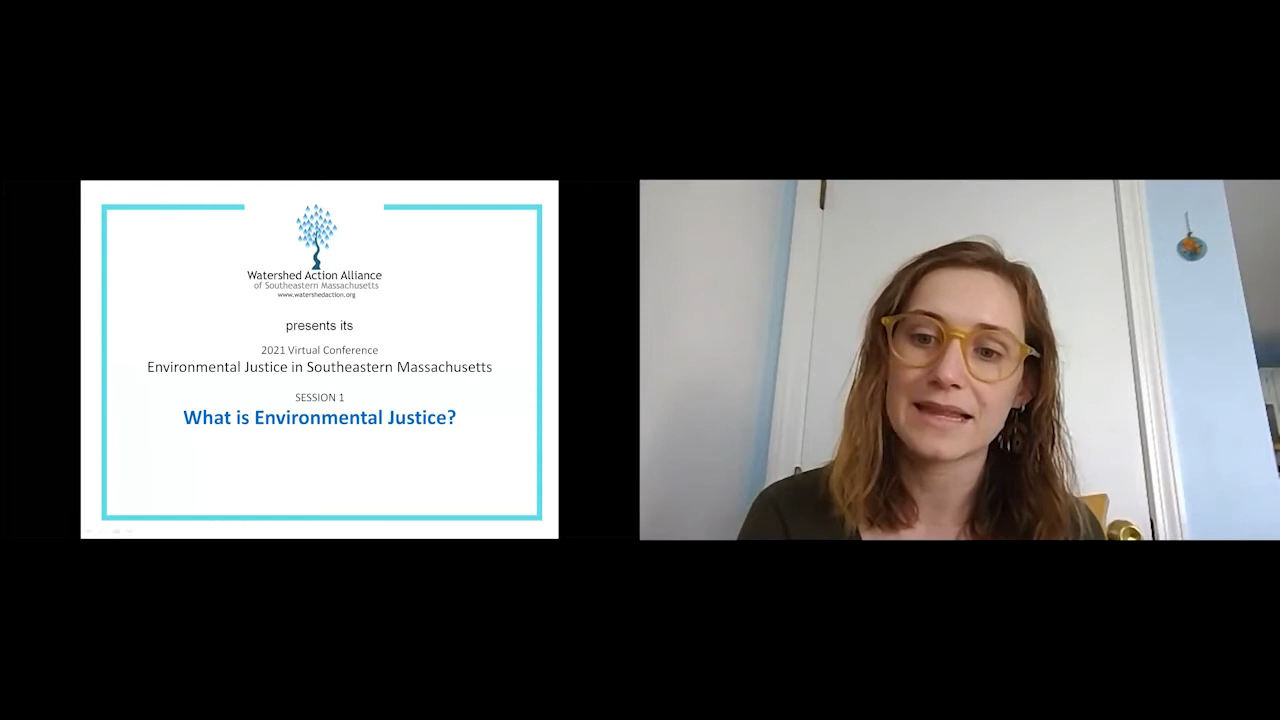 Watershed Action Alliance
of Southeastern Massachusetts
www.watershedaction.org
presents its
2021 Virtual Conference
Environmental Justice in Southeastern Massachusetts
SESSION 1
What is Environmental Justice?